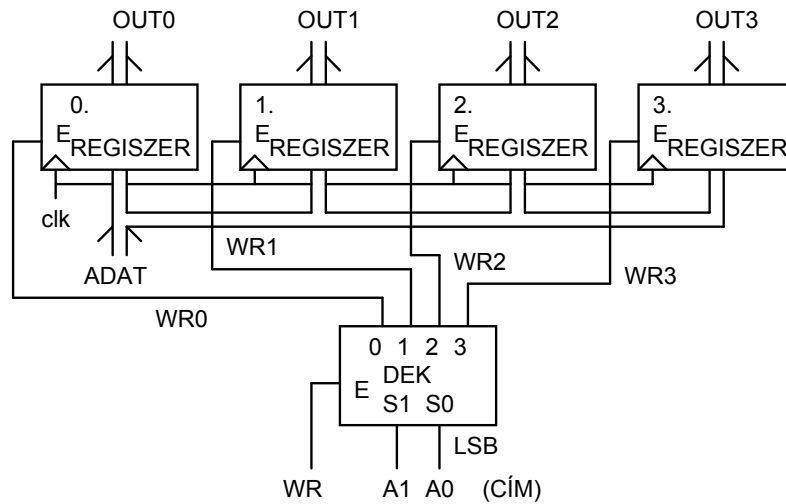 OUT0 OUT1 OUT2 OUT3
0. 1. 2. 3.
E E E E
REGISZER REGISZER REGISZER REGISZER
clk
ADAT
WR1 WR2 WR3
WR0
0 1 2 3
DEK
E
S1 S0
LSB
WR A1 A0 (CÍM)